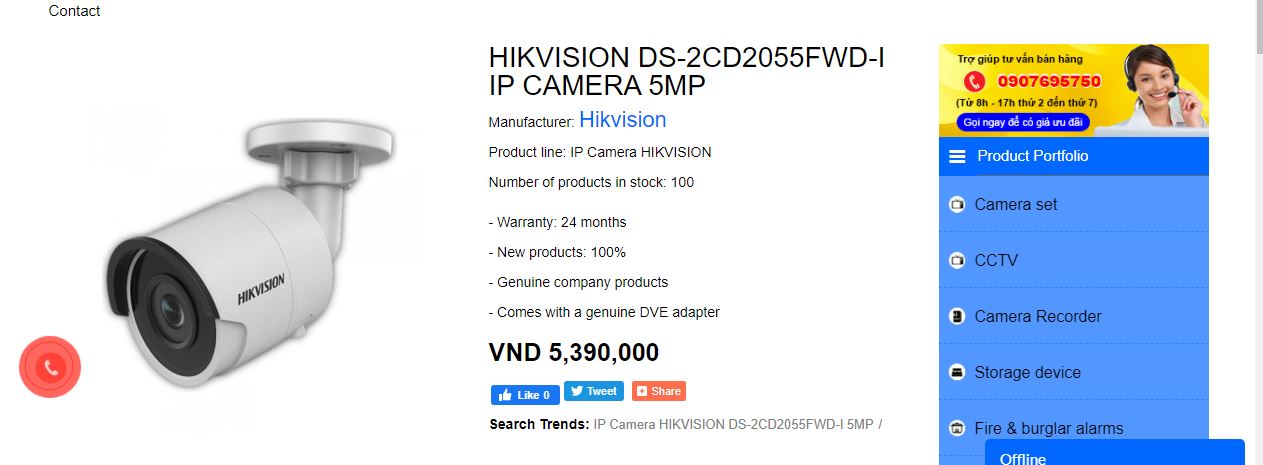 Contact
HIKVISION DS-2CD2055FWD-I
IP CAMERA 5MP
Manufacturer: Hikvision
Product line: IP Camera HIKVISION
Number of products in stock: 100
- Warranty: 24 months
- New products: 100%
- Genuine company products
- Comes with a genuine DVE adapter
VND 5,390,000
Like 0
Tweet
Share
Search Trends: IP Camera HIKVISION DS-2CD2055FWD-I 5MP /
HIKVISION
Trợ giúp tư vấn bán hàng
0907695750
(Từ 8h - 17h thứ 2 đến thứ 7)
Gọi ngay để có giá ưu đãi
Product Portfolio
Camera set
CCTV
Camera Recorder
Storage device
Fire & burglar alarms
Offline